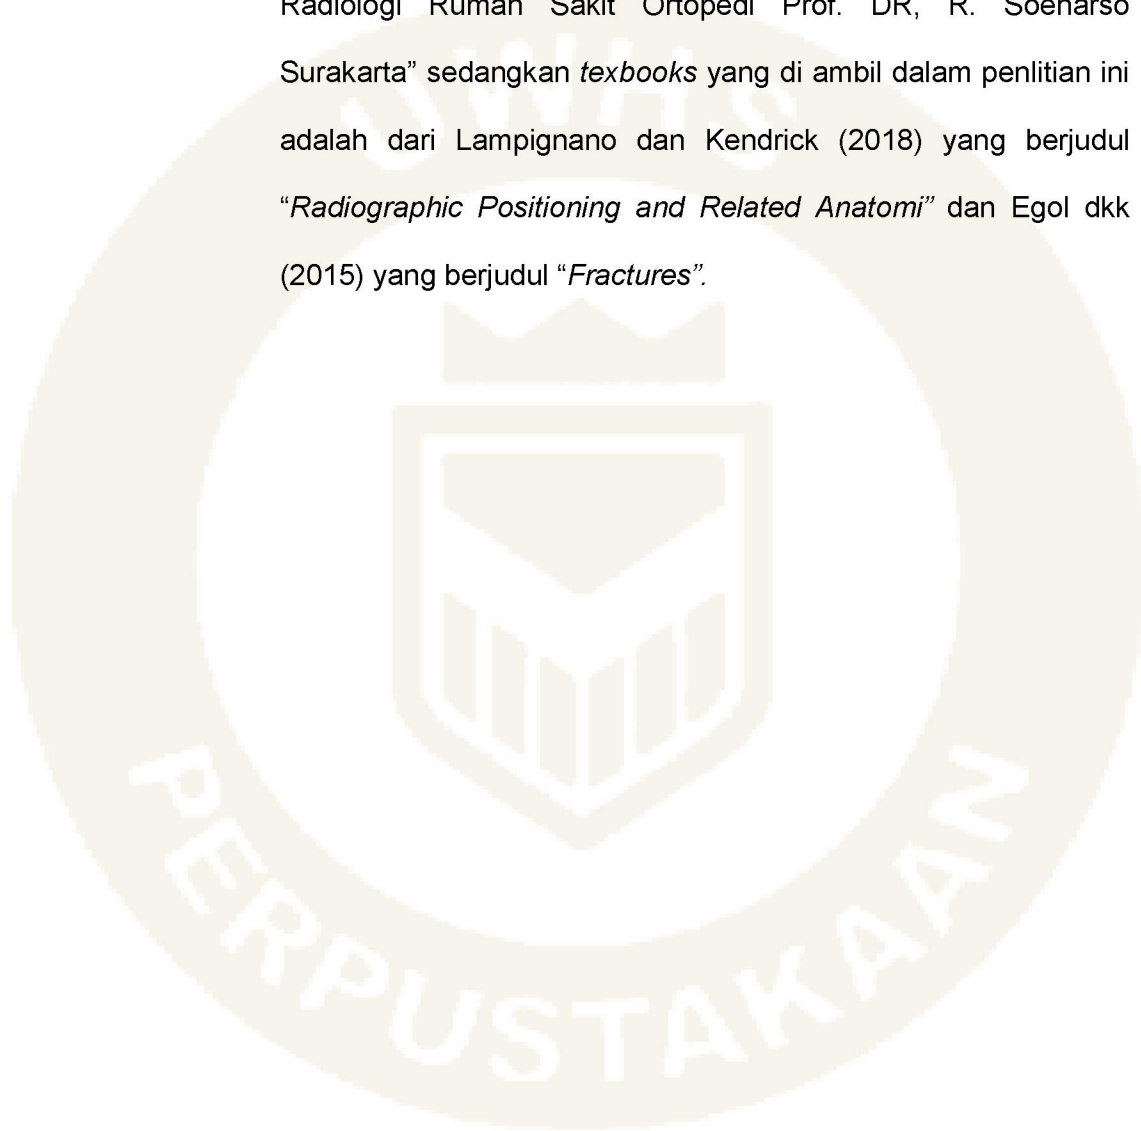 Radiologi Rumah Sakit Ortopedi Prof. DR, R. Soeharso
Surakarta” sedangkan texbooks yang di ambil dalam penlitian ini
adalah dari Lampignano dan Kendrick (2018) yang berjudul
“Radiographic Positioning and Related Anatomi” dan Egol dkk
(2015) yang berjudul “Fractures”.
UWHS
PERPUSTAKAAN